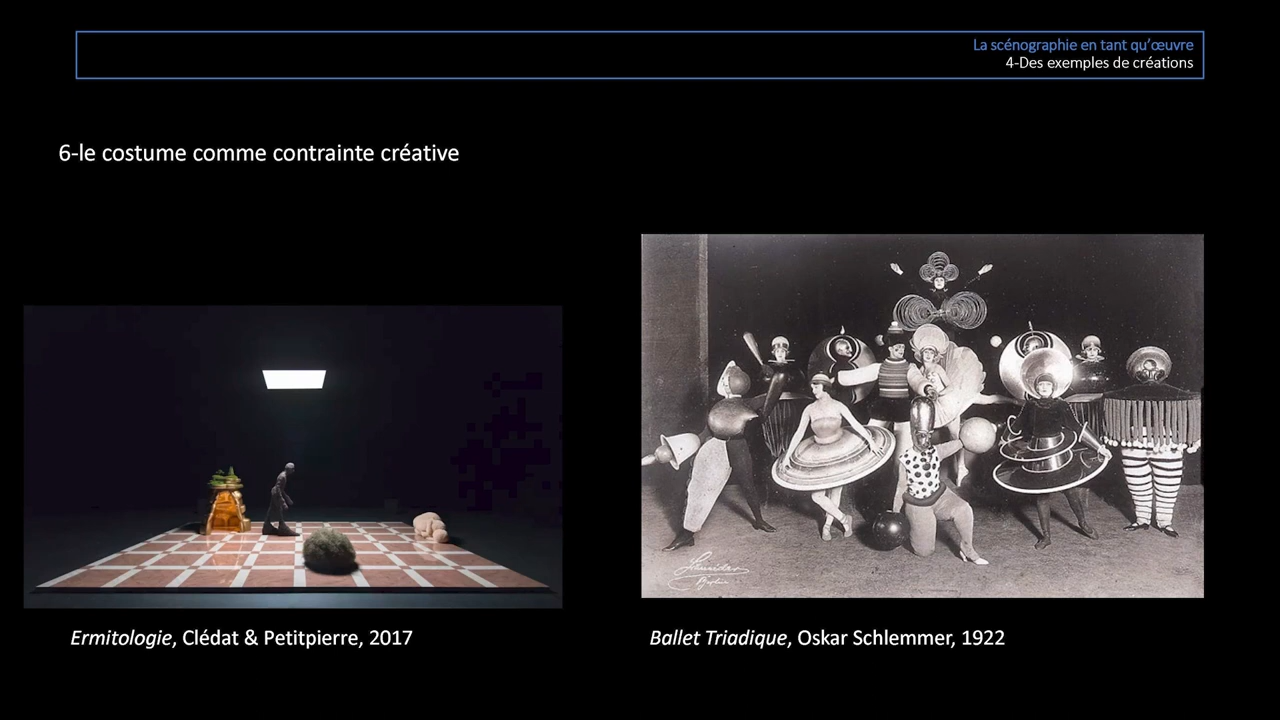 La scénographie en tant qu’œuvre
4-Des exemples de créations
6-le costume comme contrainte créative
Ermitologie, Clédat & Petitpierre, 2017
Ballet Triadique, Oskar Schlemmer, 1922